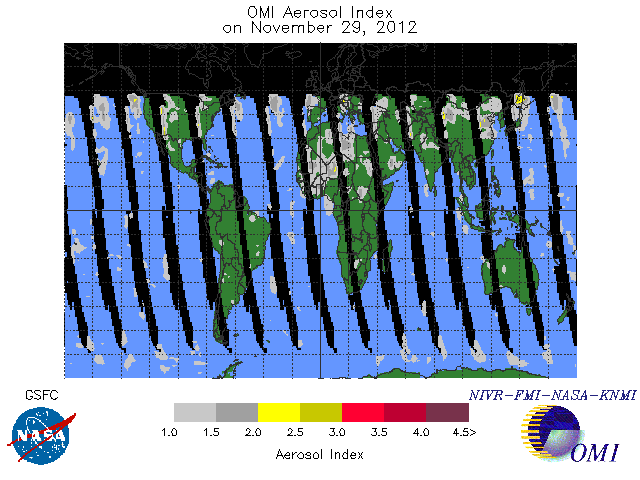 OMI Aerosol Index
on November 29, 2012
GSFC
NIVR-FMI-NASA-KNMI
NASA
1.0 1.5 2.0 2.5 3.0 3.5 4.0 4.5>
Aerosol Index
OMI